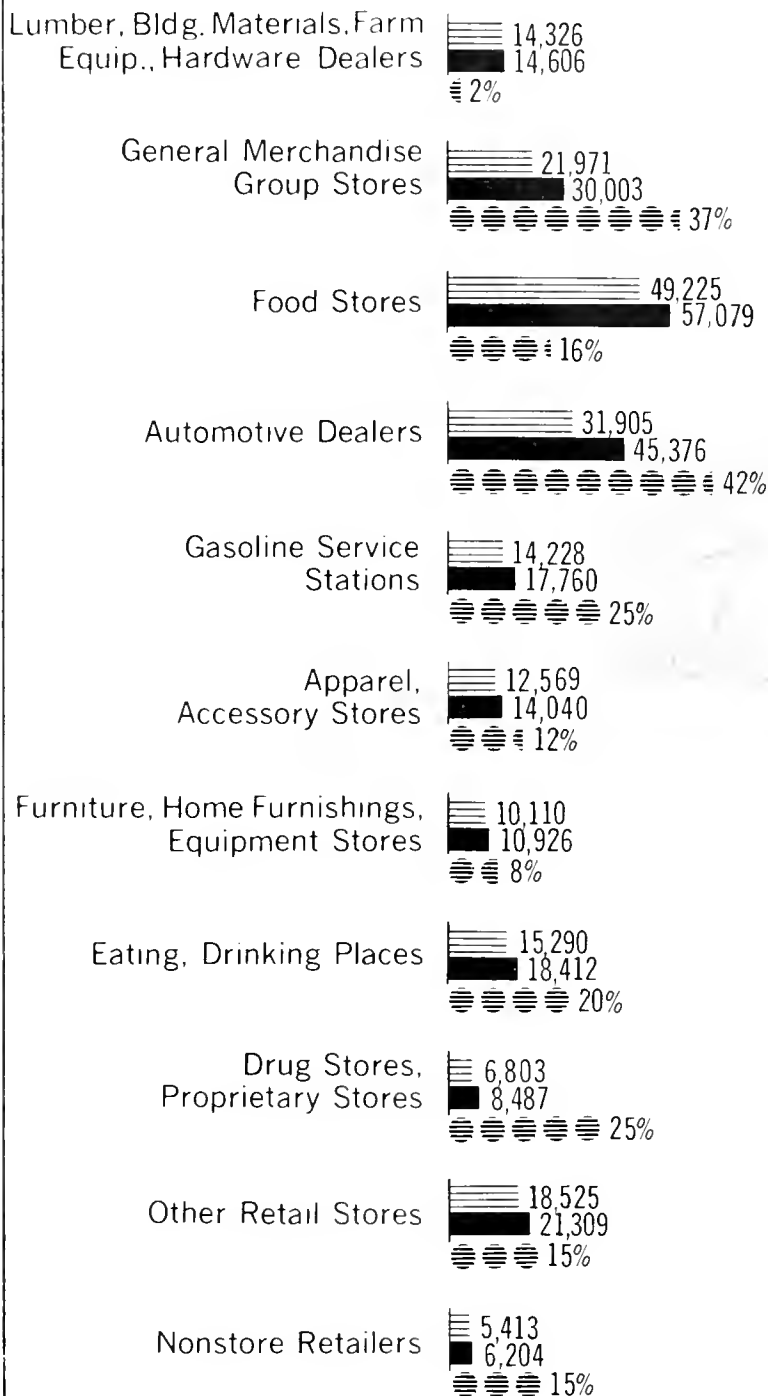 Lumber, Bldg. Materials, Farm
Equip., Hardware Dealers
14,326
14,606
2%
General Merchandise
Group Stores
21,971
30,003
37%
Food Stores
49,225
57,079
16%
Automotive Dealers
31,905
45,376
42%
Gasoline Service
Stations
14,228
17,760
25%
Apparel,
Accessory Stores
12,569
14,040
12%
Furniture, Home Furnishings,
Equipment Stores
10,110
10,926
8%
Eating, Drinking Places
15,290
18,412
20%
Drug Stores,
Proprietary Stores
6,803
8,487
25%
Other Retail Stores
18,525
21,309
15%
Nonstore Retailers
5,413
6,204
15%